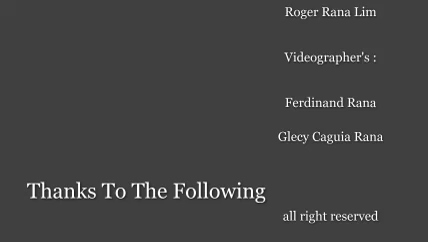 Roger Rana Lim
Videographer's :
Ferdinand Rana
Glecy Caguia Rana
Thanks To The Following
all right reserved